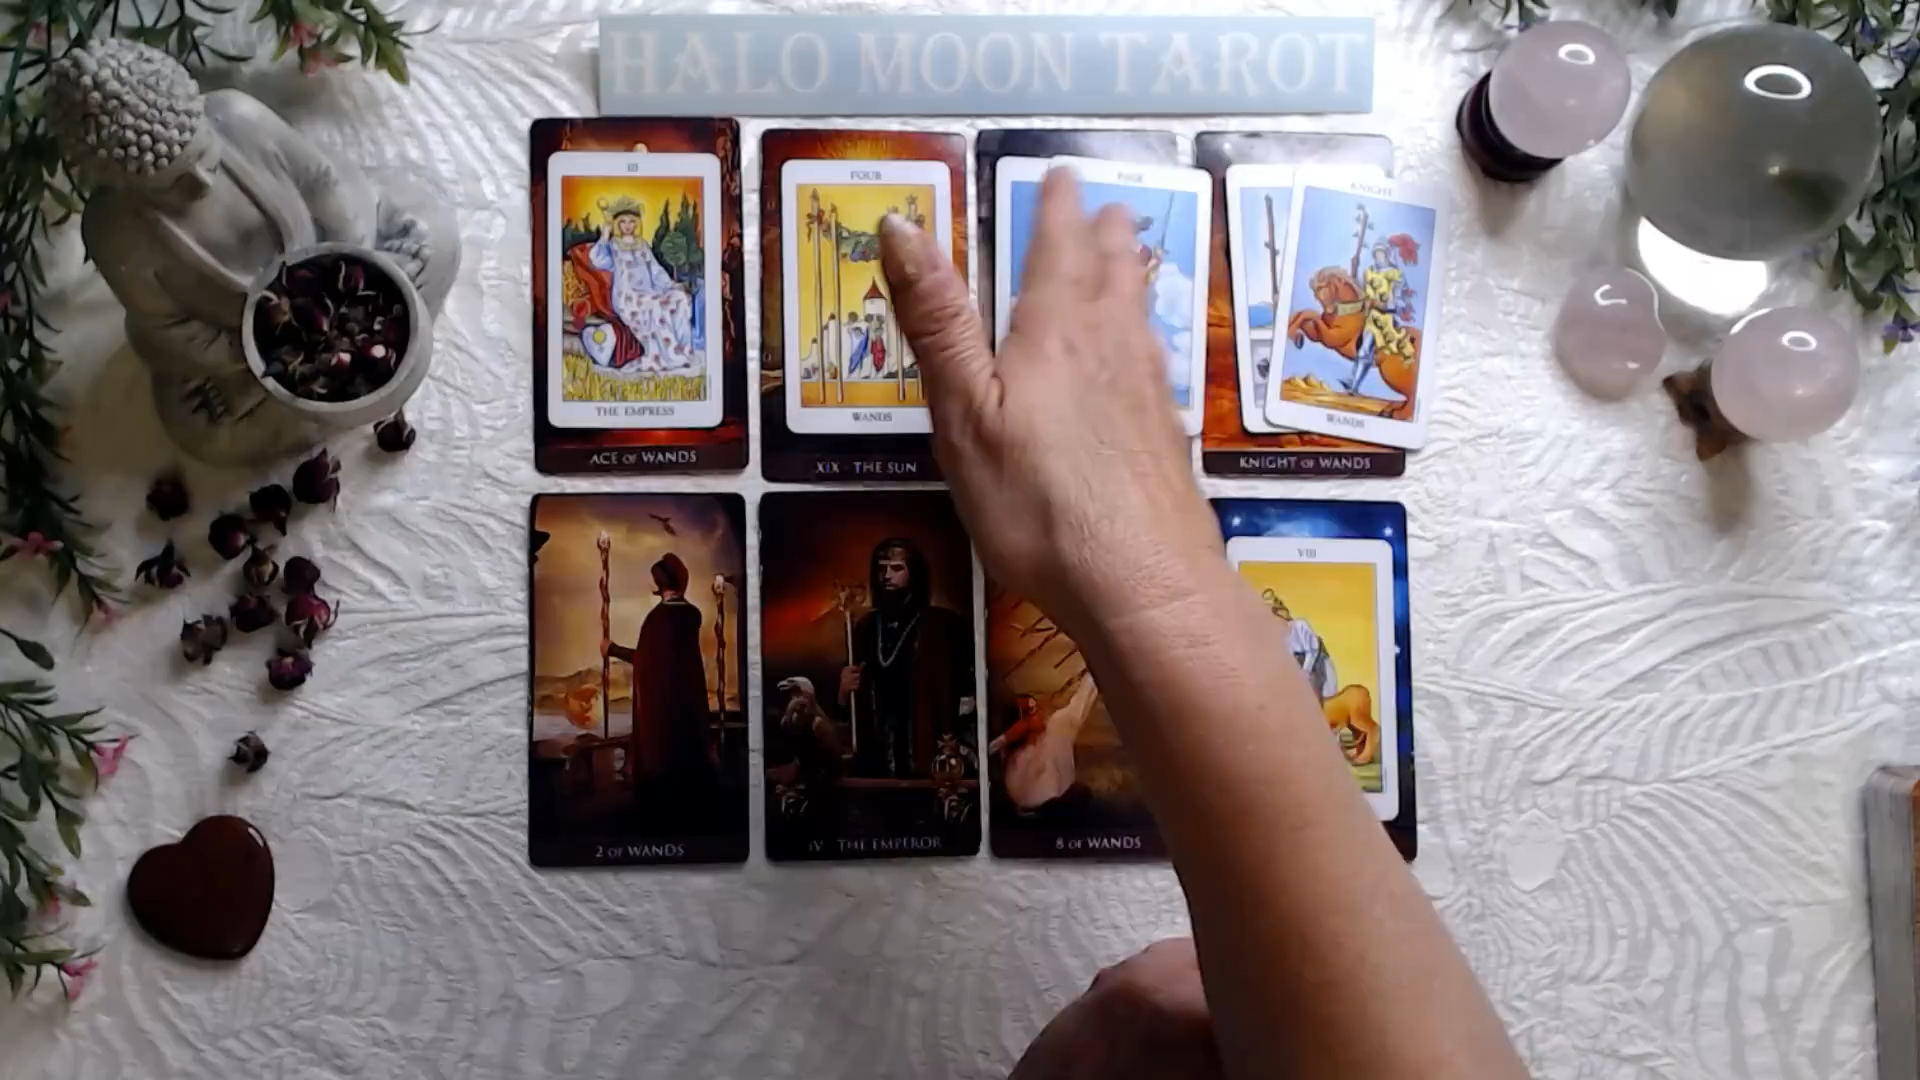 HALO MOON TAROT
III
THE EMPRESS
ACE OF WANDS
FOUR
WANDS
XIX · THE SUN
PAGE
KNIGHT
WANDS
KNIGHT OF WANDS
2 OF WANDS
IV · THE EMPEROR
8 OF WANDS
VIII